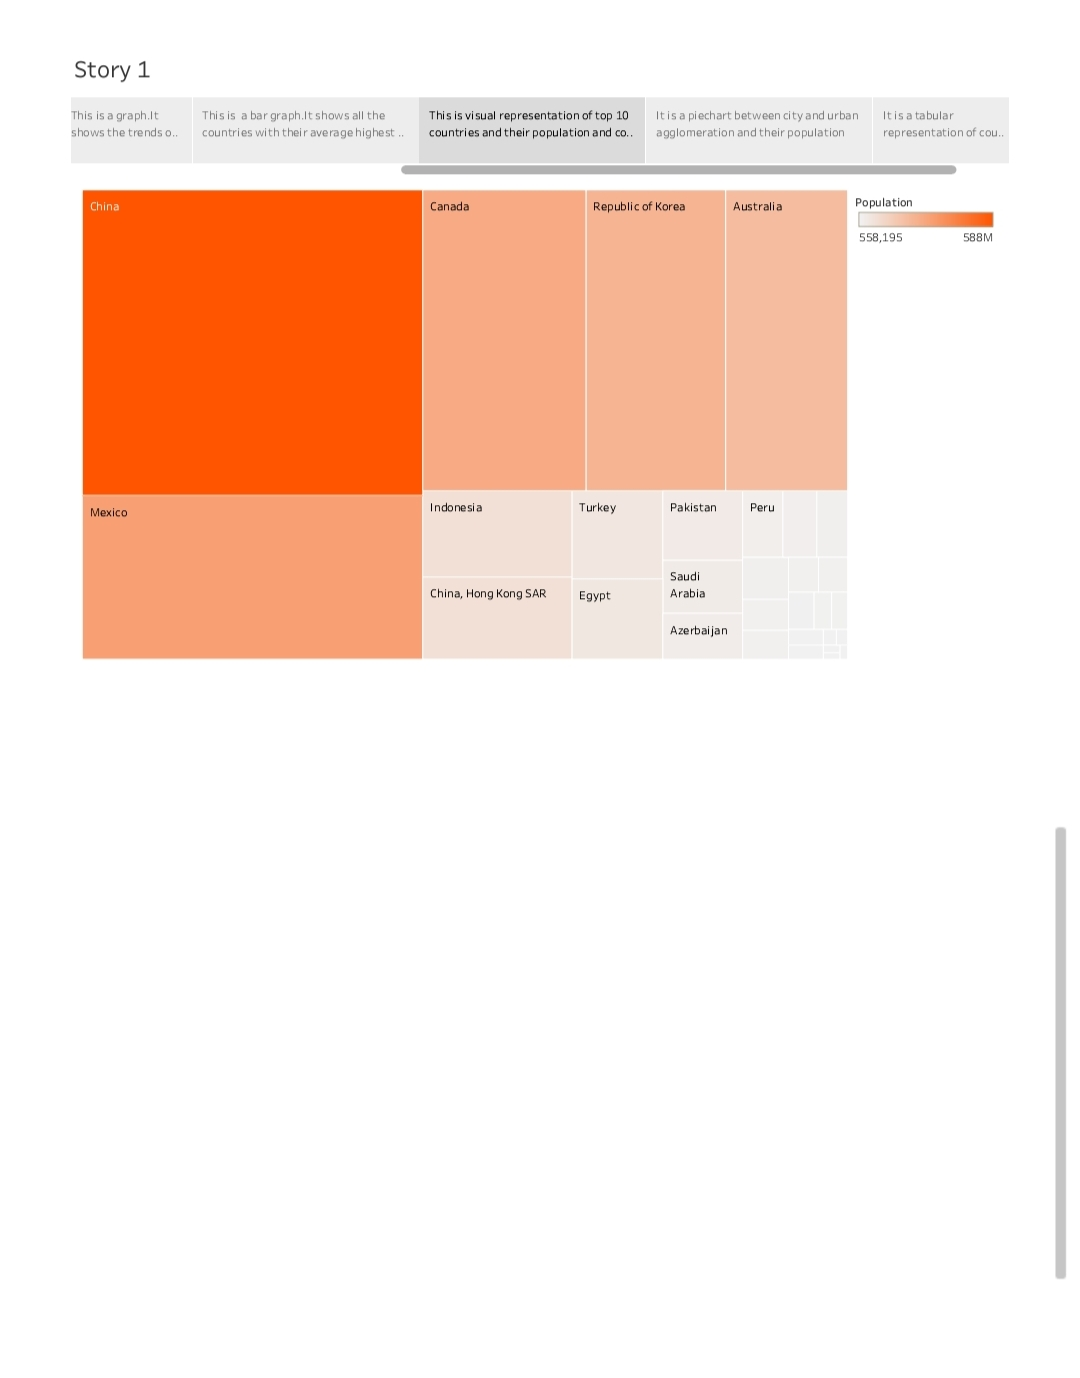 Story 1
This is a graph.It
shows the trends o..
This is  a bar graph.It shows all the
countries with their average highest ..
This is visual representation of top 10
countries and their population and co..
It is a piechart between city and urban
agglomeration and their population
It is a tabular
representation of cou..
China
Canada
Republic of Korea
Australia
Population
558,195
588M
Mexico
Indonesia
Turkey
Pakistan
Peru
Saudi
Arabia
China, Hong Kong SAR
Egypt
Azerbaijan